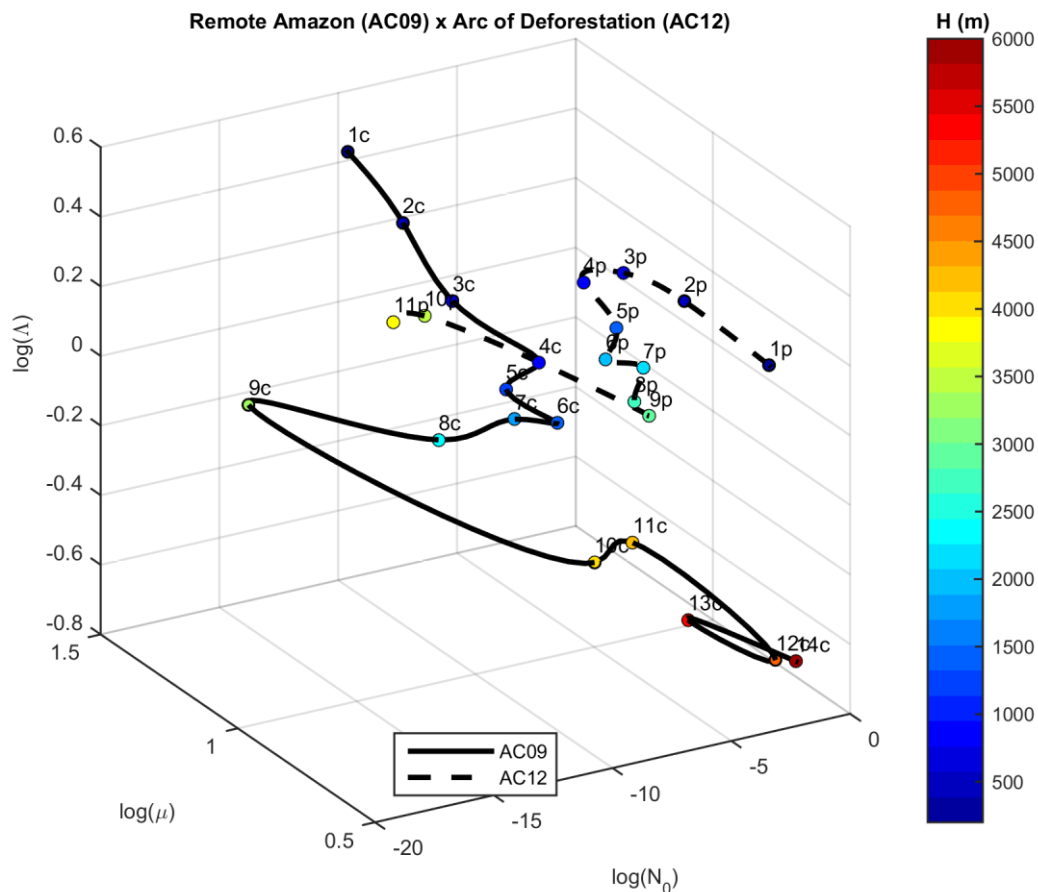 Remote Amazon (AC09) x Arc of Deforestation (AC12)
H (m)
6000
5500
5000
4500
4000
3500
3000
2500
2000
1500
1000
500
log(Λ)
0.6
0.4
0.2
0
-0.2
-0.4
-0.6
-0.8
1c
2c
3c
4c
5c
6c
7c
8c
9c
10c
11c
12c
13c
14c
1p
2p
3p
4p
5p
6p
7p
8p
9p
10p
11p
1.5
1
0.5
log(μ)
-20
-15
-10
-5
0
log(N₀)
AC09
AC12